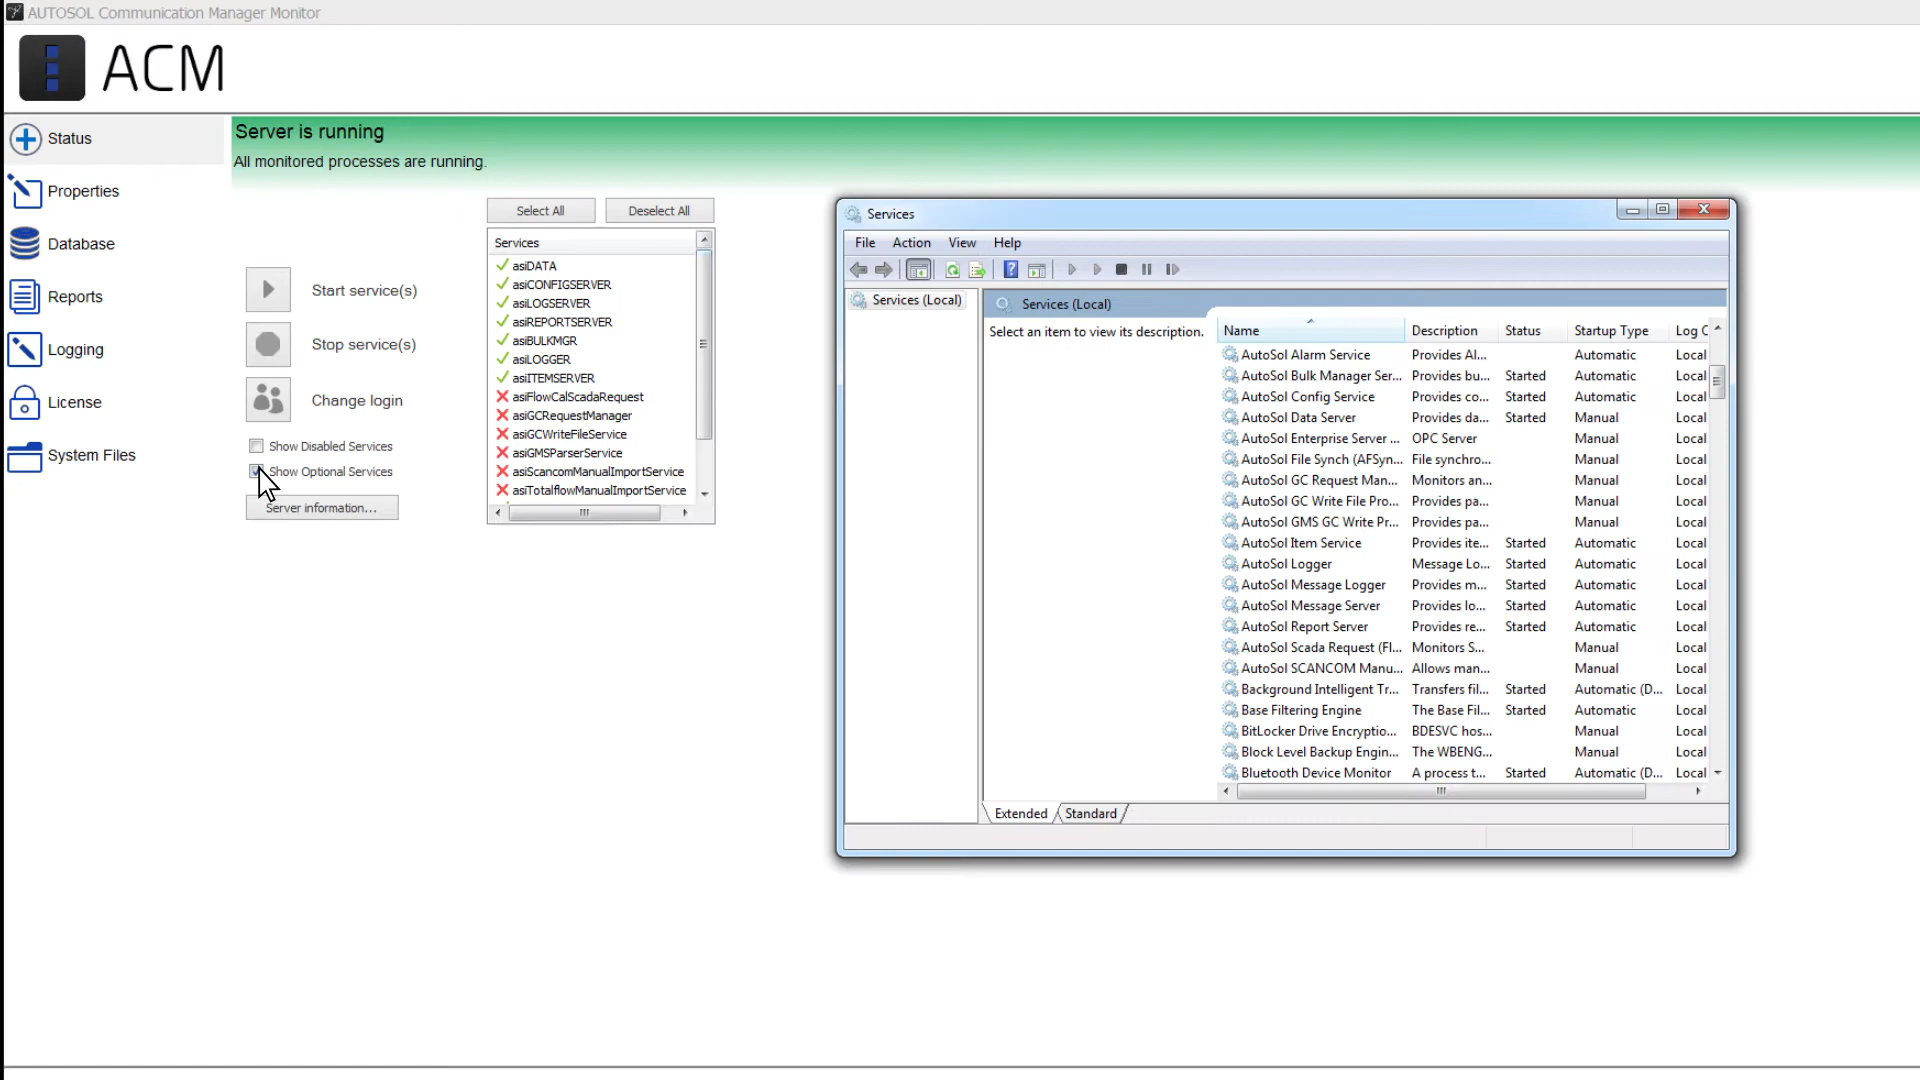 AUTOSOL Communication Manager Monitor
ACM
Status
Properties
Database
Reports
Logging
License
System Files
Server is running
All monitored processes are running.
Select All
Deselect All
Start service(s)
Stop service(s)
Change login
Show Disabled Services
Show Optional Services
Server information...
Services
asiDATA
asiCONFIGSERVER
asiLOGSERVER
asiREPORTSERVER
asiBULKMGR
asiLOGGER
asiITEMSERVER
asiFlowCalScadaRequest
asiGCRequestManager
asiGCWriteFileService
asiGMSParserService
asiScancomManualImportService
asiTotalflowManualImportService
Services
File Action View Help
Services (Local)
Services (Local)
Select an item to view its description.
Name Description Status Startup Type Log C
AutoSol Alarm Service Provides Al... Automatic Local
AutoSol Bulk Manager Ser... Provides bu... Started Automatic Local
AutoSol Config Service Provides co... Started Automatic Local
AutoSol Data Server Provides da... Started Manual Local
AutoSol Enterprise Server ... OPC Server Manual Local
AutoSol File Synch (AFSyn... File synchro... Manual Local
AutoSol GC Request Man... Monitors an... Manual Local
AutoSol GC Write File Pro... Provides pa... Manual Local
AutoSol GMS GC Write Pr... Provides pa... Manual Local
AutoSol Item Service Provides ite... Started Automatic Local
AutoSol Logger Message Lo... Started Automatic Local
AutoSol Message Logger Provides m... Started Automatic Local
AutoSol Message Server Provides lo... Started Automatic Local
AutoSol Report Server Provides re... Started Automatic Local
AutoSol Scada Request (Fl... Monitors S... Manual Local
AutoSol SCANCOM Manu... Allows man... Manual Local
Background Intelligent Tr... Transfers fil... Started Automatic (D... Local
Base Filtering Engine The Base Fil... Started Automatic Local
BitLocker Drive Encryptio... BDESVC hos... Manual Local
Block Level Backup Engin... The WBENG... Manual Local
Bluetooth Device Monitor A process t... Started Automatic (D... Local
Extended Standard